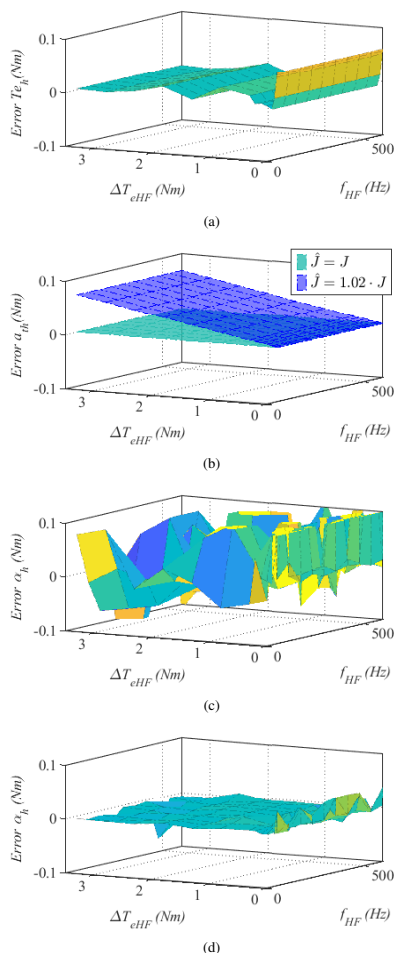 0.1
0
-0.1
Error Te_h (Nm)
3
2
1
0
ΔT_eHF (Nm)
0
500
f_HF (Hz)
(a)
0.1
0
-0.1
Error a_th (Nm)
Ĵ = J
Ĵ = 1.02 · J
3
2
1
0
ΔT_eHF (Nm)
0
500
f_HF (Hz)
(b)
0.1
0
-0.1
Error α_h (Nm)
3
2
1
0
ΔT_eHF (Nm)
0
500
f_HF (Hz)
(c)
0.1
0
-0.1
Error α_h (Nm)
3
2
1
0
ΔT_eHF (Nm)
0
500
f_HF (Hz)
(d)